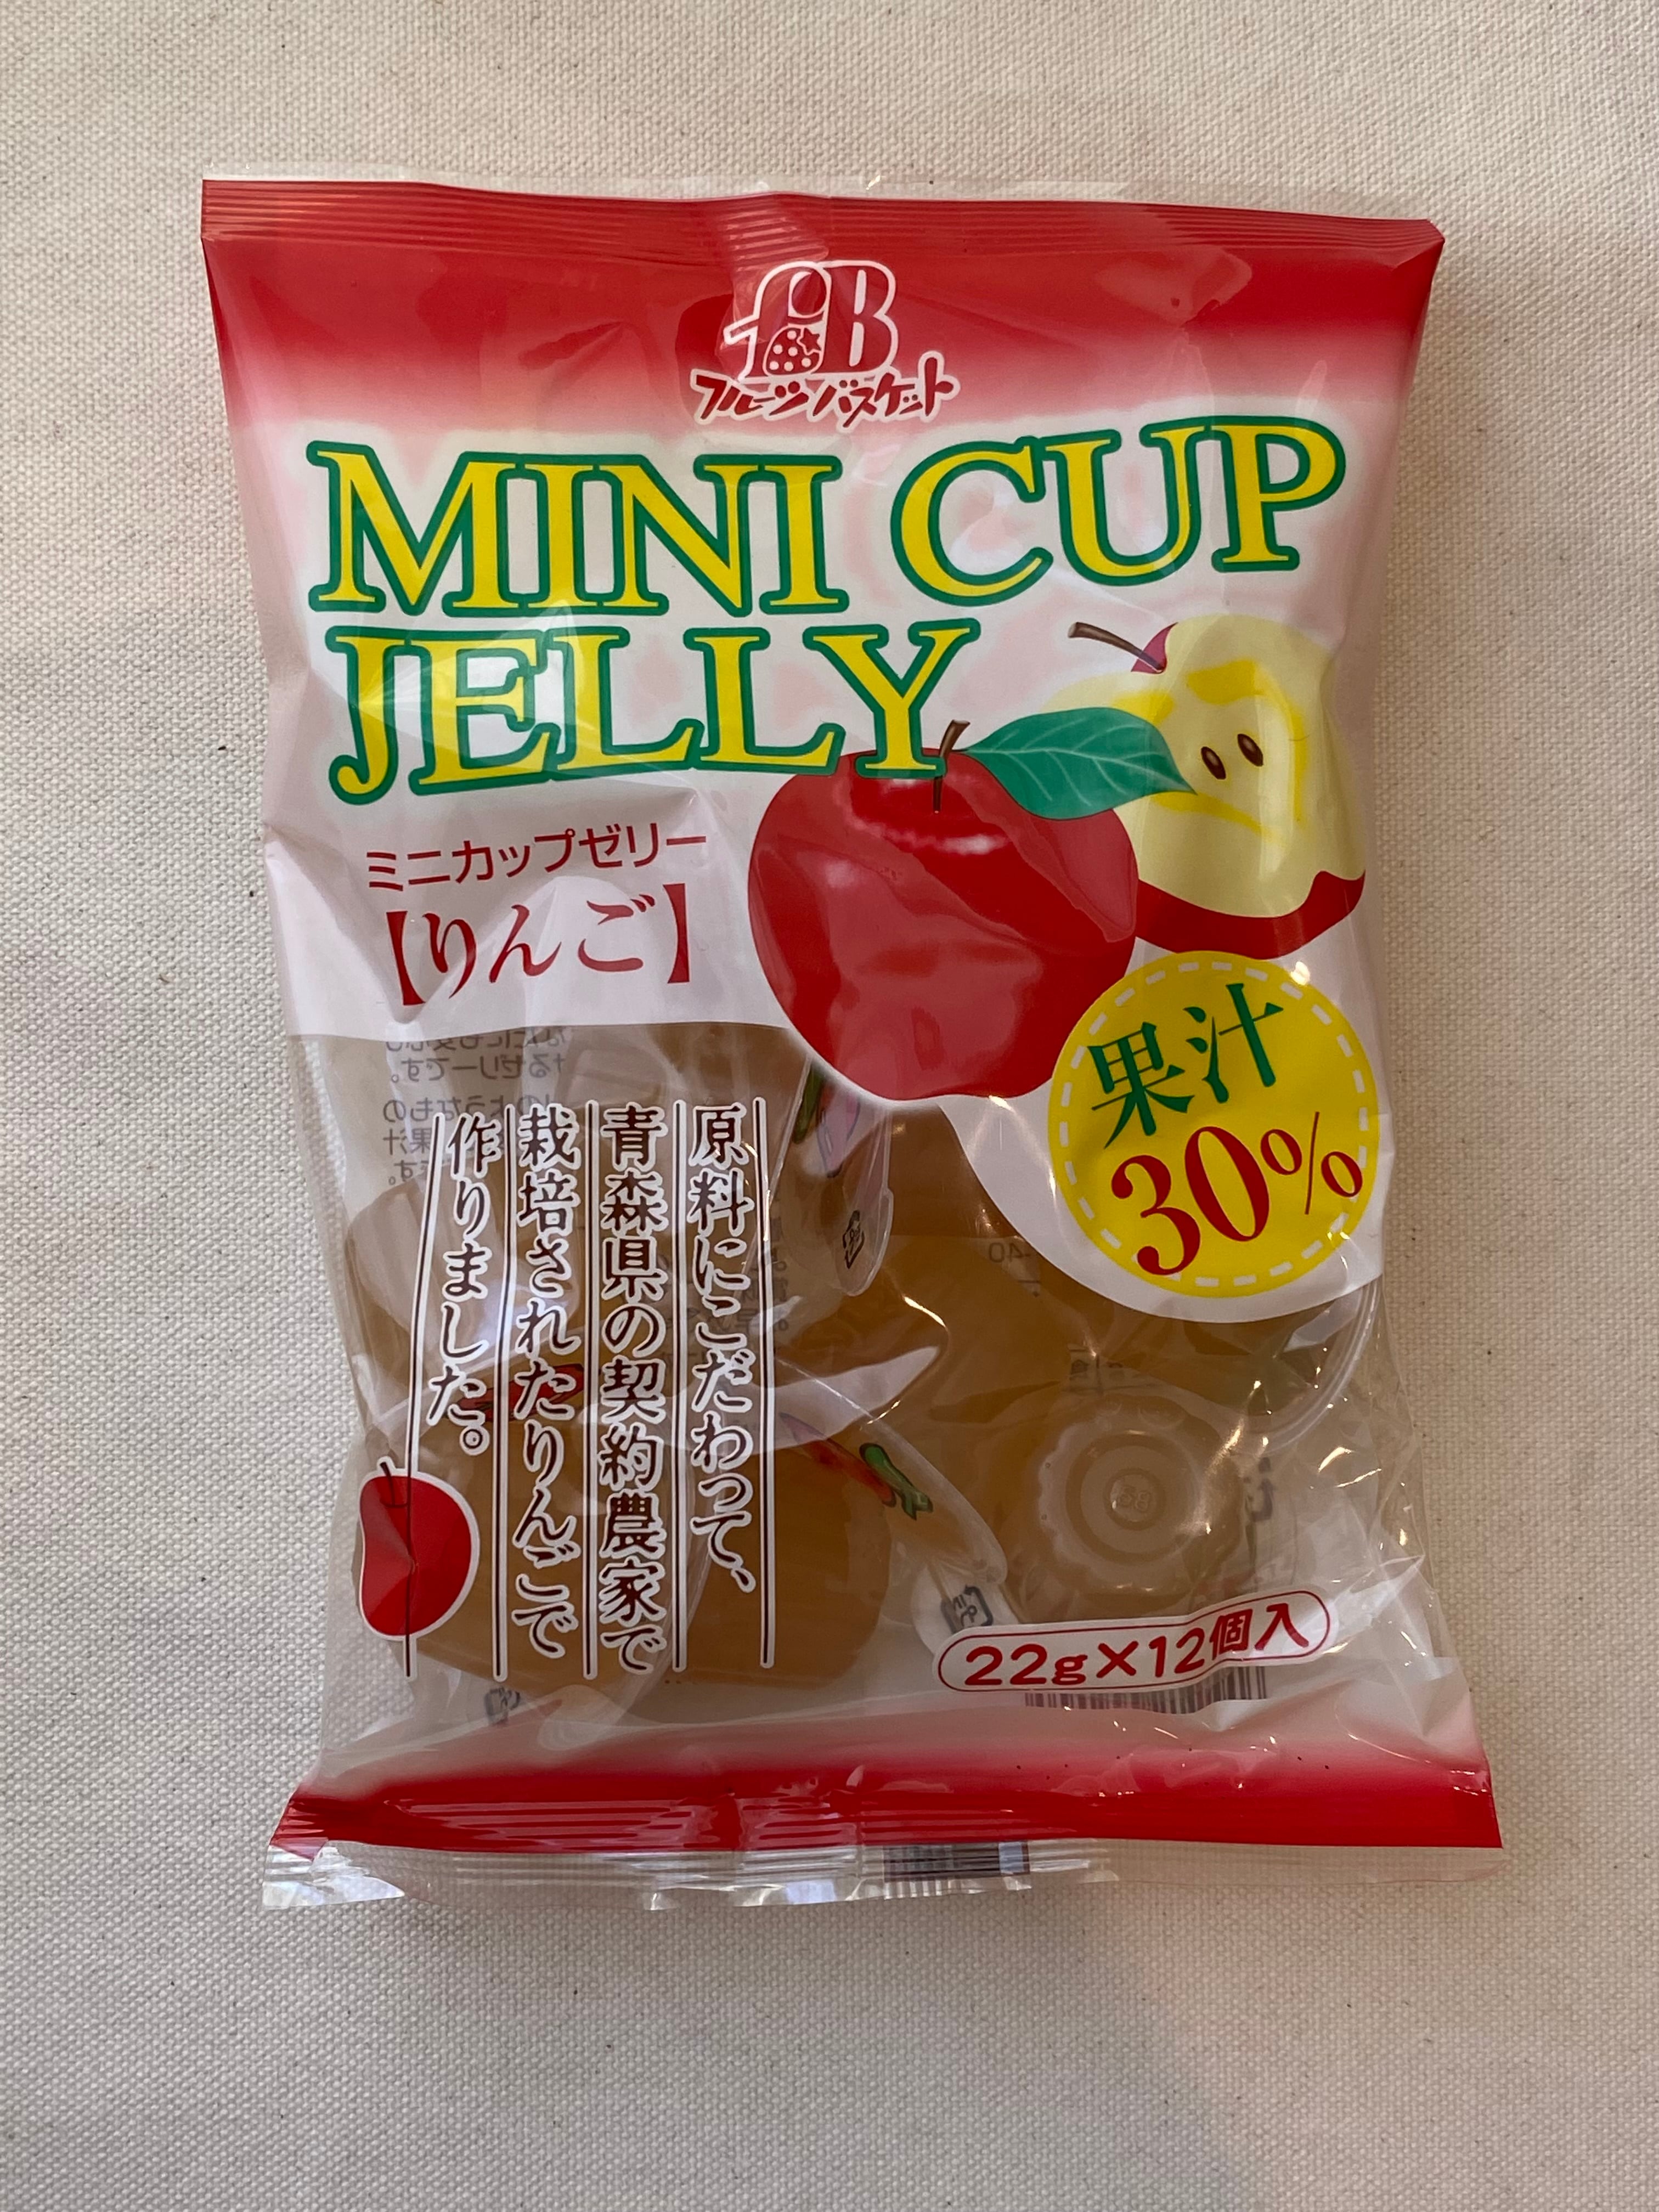 fB
フルーツバスケット
MINI CUP
JELLY
ミニカップゼリー
【りんご】
果汁
30%
原料にこだわって、
青森県の契約農家で
栽培されたりんごで
作りました。
22g×12個入